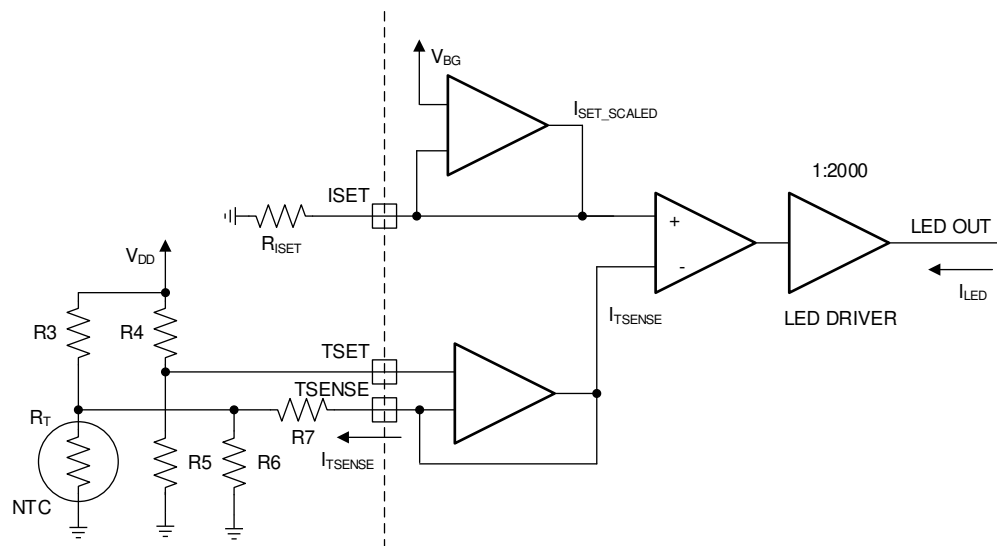 V_BG
I_SET_SCALED
1:2000
ISET
R_ISET
+
-
LED OUT
I_LED
LED DRIVER
I_TSENSE
V_DD
R3
R4
TSET
TSENSE
R_T
R7
I_TSENSE
R5
R6
NTC